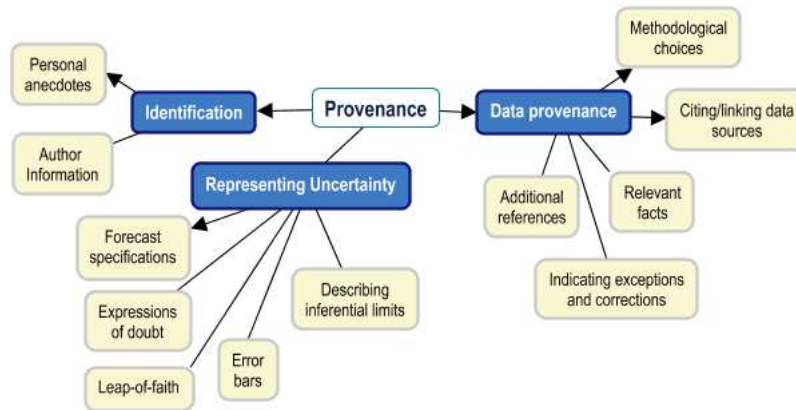 Methodological
choices
Personal
anecdotes
Identification
Provenance
Data provenance
Citing/linking data
sources
Author
Information
Representing Uncertainty
Additional
references
Relevant
facts
Forecast
specifications
Describing
inferential limits
Indicating exceptions
and corrections
Expressions
of doubt
Error
bars
Leap-of-faith